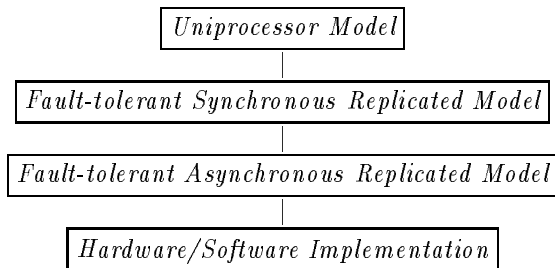 Uniprocessor Model
Fault-tolerant Synchronous Replicated Model
Fault-tolerant Asynchronous Replicated Model
Hardware/Software Implementation